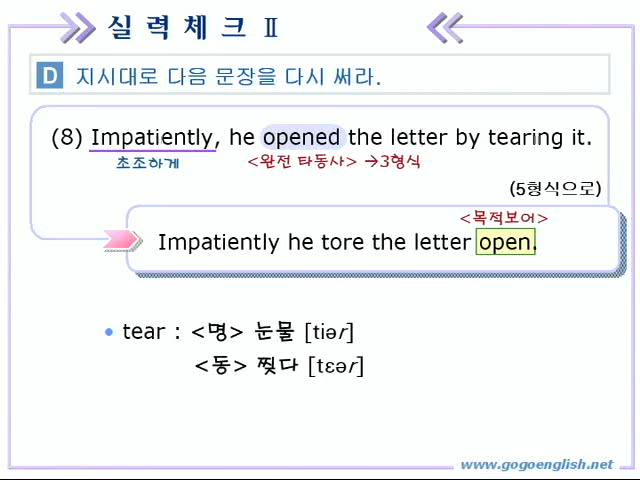 실력체크 Ⅱ
D 지시대로 다음 문장을 다시 써라.
(8) Impatiently, he opened the letter by tearing it.
초조하게 <완전 타동사> →3형식
(5형식으로)
<목적보어>
Impatiently he tore the letter open.
• tear : <명> 눈물 [tiər]
<동> 찢다 [tɛər]
www.gogoenglish.net